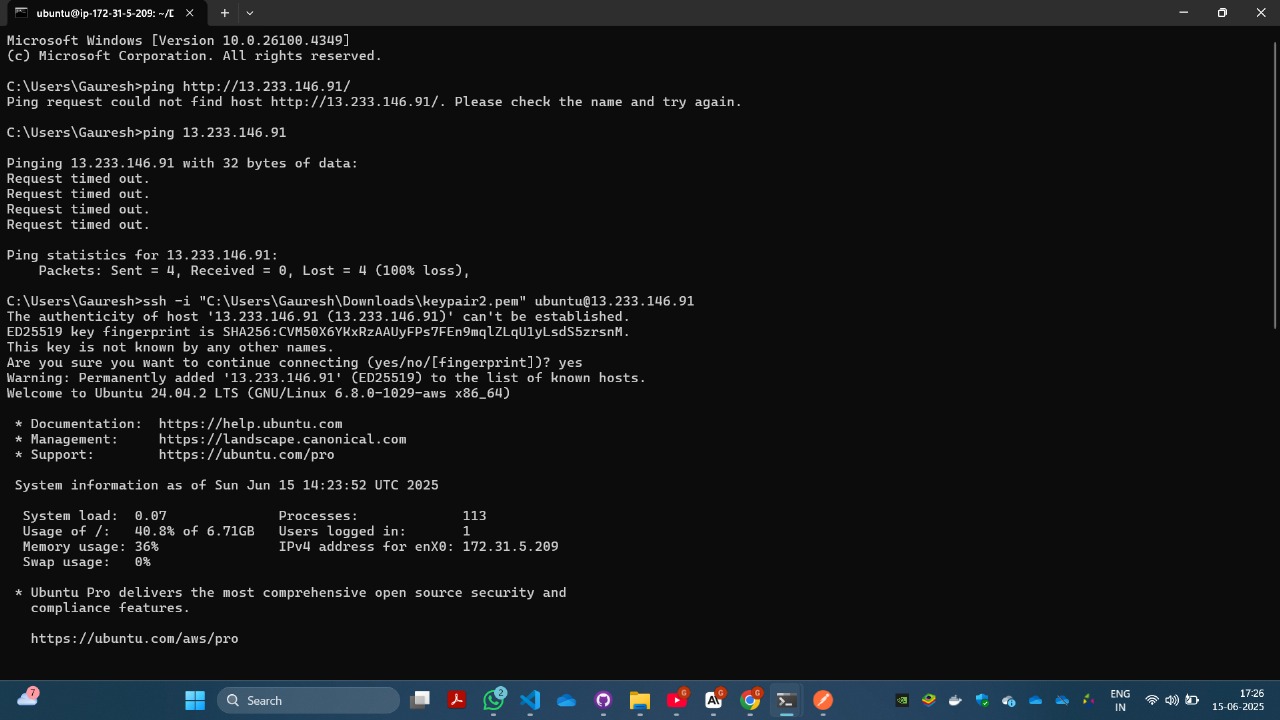 ubuntu@ip-172-31-5-209: ~/D
Microsoft Windows [Version 10.0.26100.4349]
(c) Microsoft Corporation. All rights reserved.
C:\Users\Gauresh>ping http://13.233.146.91/
Ping request could not find host http://13.233.146.91/. Please check the name and try again.
C:\Users\Gauresh>ping 13.233.146.91
Pinging 13.233.146.91 with 32 bytes of data:
Request timed out.
Request timed out.
Request timed out.
Request timed out.
Ping statistics for 13.233.146.91:
Packets: Sent = 4, Received = 0, Lost = 4 (100% loss),
C:\Users\Gauresh>ssh -i "C:\Users\Gauresh\Downloads\keypair2.pem" ubuntu@13.233.146.91
The authenticity of host '13.233.146.91 (13.233.146.91)' can't be established.
ED25519 key fingerprint is SHA256:CVM50X6YKxRzAAUyFPs7FEn9mqlZLqU1yLsdS5zrsnM.
This key is not known by any other names.
Are you sure you want to continue connecting (yes/no/[fingerprint])? yes
Warning: Permanently added '13.233.146.91' (ED25519) to the list of known hosts.
Welcome to Ubuntu 24.04.2 LTS (GNU/Linux 6.8.0-1029-aws x86_64)
* Documentation:  https://help.ubuntu.com
* Management:     https://landscape.canonical.com
* Support:        https://ubuntu.com/pro
System information as of Sun Jun 15 14:23:52 UTC 2025
System load:  0.07              Processes:             113
Usage of /:   40.8% of 6.71GB   Users logged in:       1
Memory usage: 36%               IPv4 address for enX0: 172.31.5.209
Swap usage:   0%
* Ubuntu Pro delivers the most comprehensive open source security and
compliance features.
https://ubuntu.com/aws/pro
7
Search
2
G
G
G
ENG
IN
17:26
15-06-2025